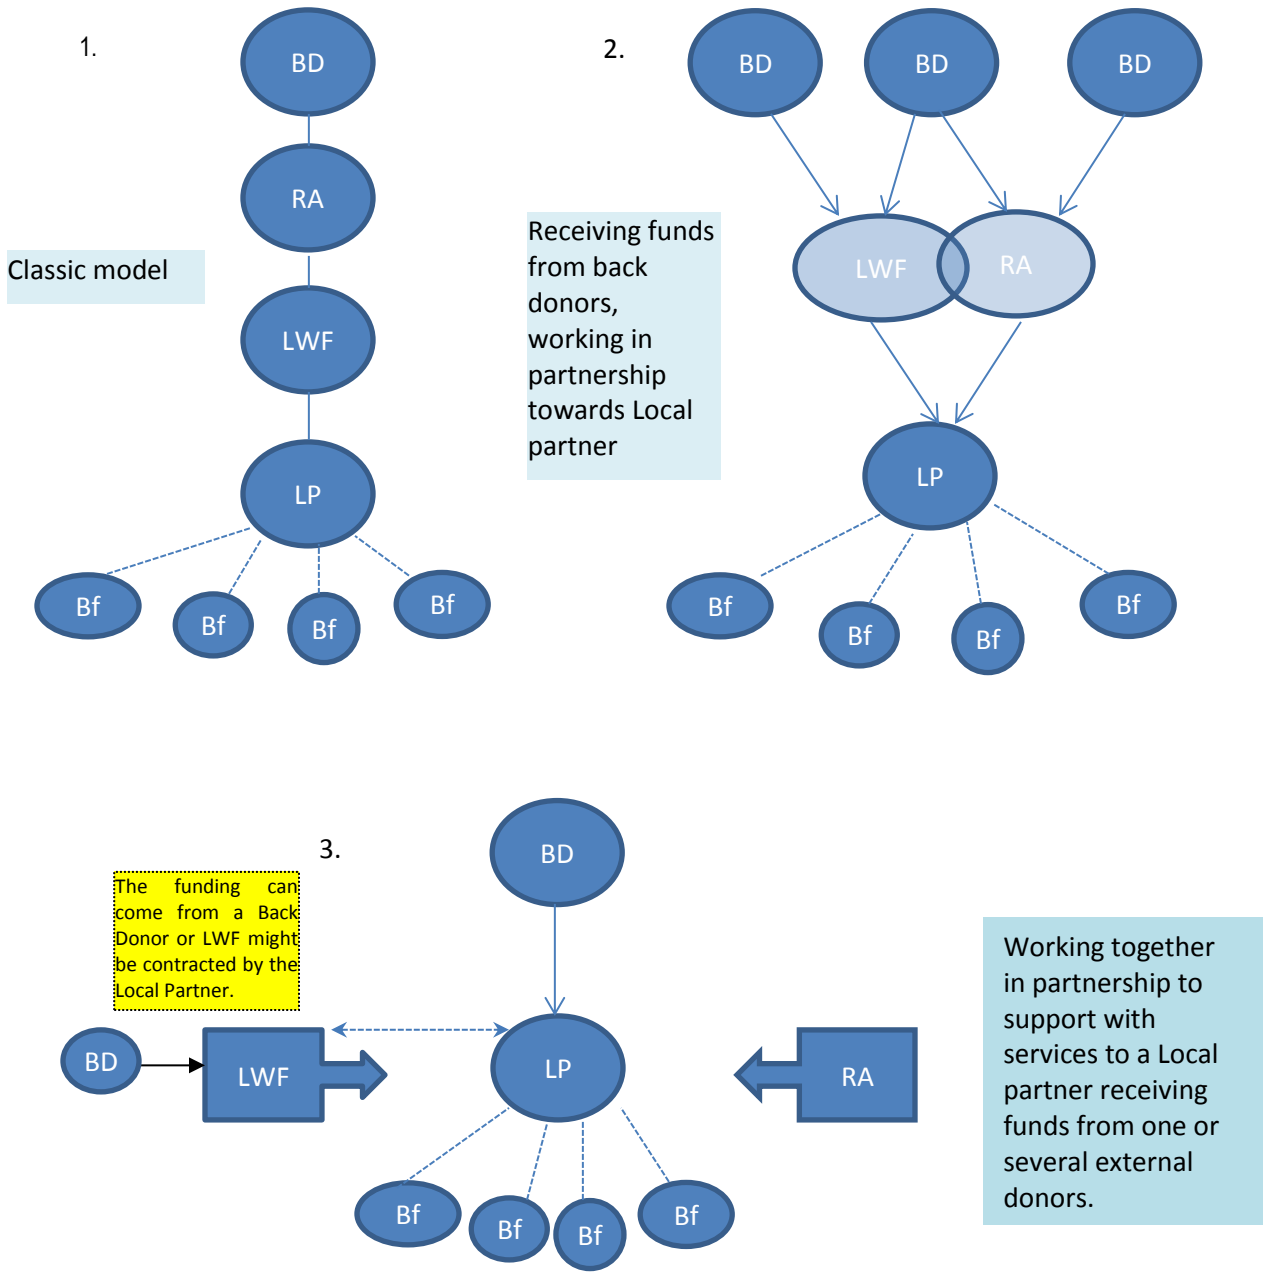 1.
BD
RA
Classic model
LWF
LP
Bf
Bf
Bf
Bf
2.
BD
BD
BD
Receiving funds
from back
donors,
working in
partnership
towards Local
partner
LWF
RA
LP
Bf
Bf
Bf
Bf
3.
BD
The funding can
come from a Back
Donor or LWF might
be contracted by the
Local Partner.
BD
LWF
LP
RA
Bf
Bf
Bf
Bf
Working together
in partnership to
support with
services to a Local
partner receiving
funds from one or
several external
donors.